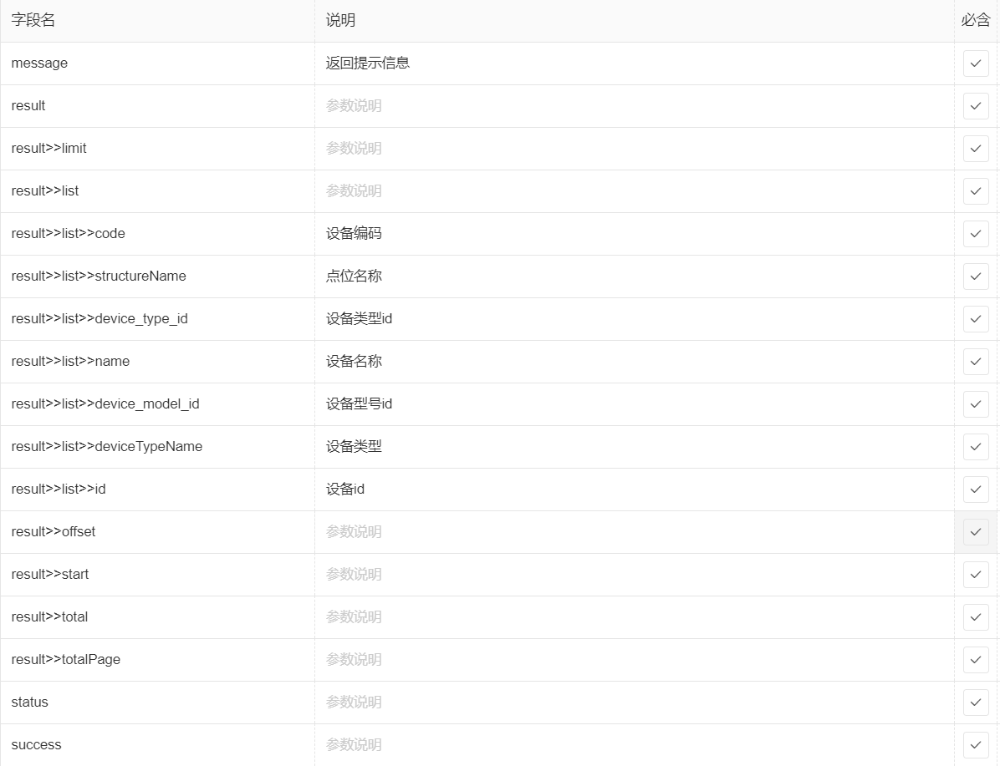 字段名 说明 必含
message 返回提示信息
result 参数说明
result>>limit 参数说明
result>>list 参数说明
result>>list>>code 设备编码
result>>list>>structureName 点位名称
result>>list>>device_type_id 设备类型id
result>>list>>name 设备名称
result>>list>>device_model_id 设备型号id
result>>list>>deviceTypeName 设备类型
result>>list>>id 设备id
result>>offset 参数说明
result>>start 参数说明
result>>total 参数说明
result>>totalPage 参数说明
status 参数说明
success 参数说明